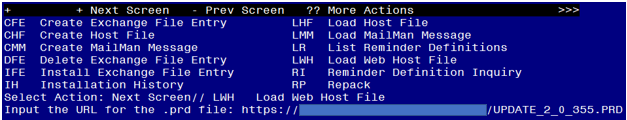 + + Next Screen - Prev Screen ?? More Actions >>>
CFE Create Exchange File Entry LHF Load Host File
CHF Create Host File LMM Load MailMan Message
CMM Create MailMan Message LR List Reminder Definitions
DFE Delete Exchange File Entry LWH Load Web Host File
IFE Install Exchange File Entry RI Reminder Definition Inquiry
IH Installation History RP Repack
Select Action: Next Screen// LWH Load Web Host File
Input the URL for the .prd file: https:// /UPDATE_2_0_355.PRD